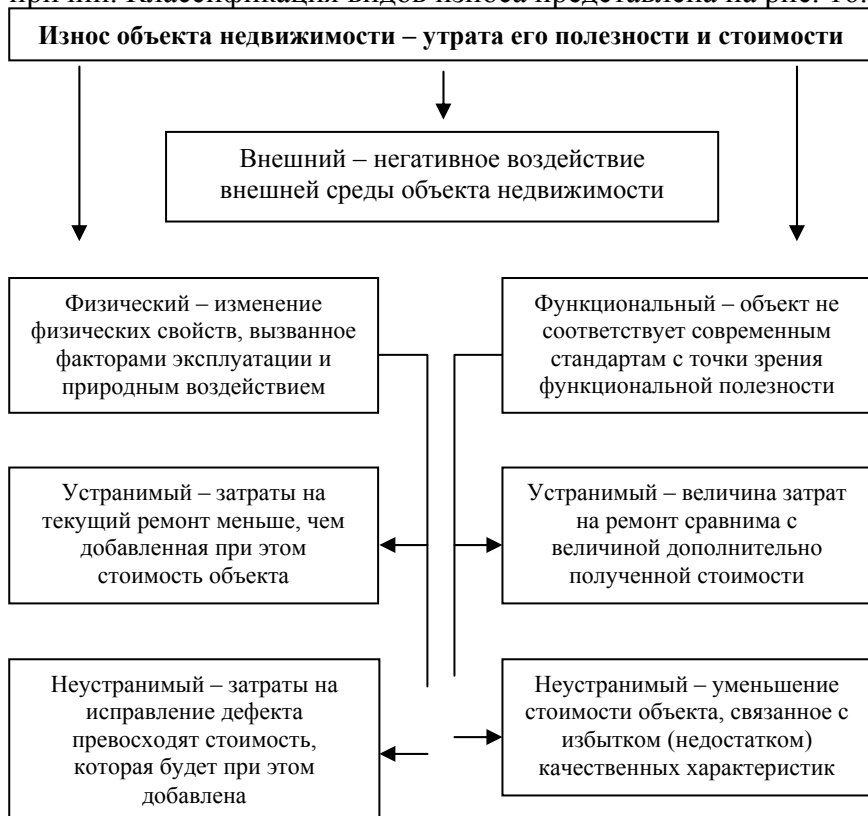 причин. Классификация видов износа представлена на рис. 10.
Износ объекта недвижимости – утрата его полезности и стоимости
Внешний – негативное воздействие
внешней среды объекта недвижимости
Физический – изменение
физических свойств, вызванное
факторами эксплуатации и
природным воздействием
Функциональный – объект не
соответствует современным
стандартам с точки зрения
функциональной полезности
Устранимый – затраты на
текущий ремонт меньше, чем
добавленная при этом
стоимость объекта
Устранимый – величина затрат
на ремонт сравнима с
величиной дополнительно
полученной стоимости
Неустранимый – затраты на
исправление дефекта
превосходят стоимость,
которая будет при этом
добавлена
Неустранимый – уменьшение
стоимости объекта, связанное с
избытком (недостатком)
качественных характеристик